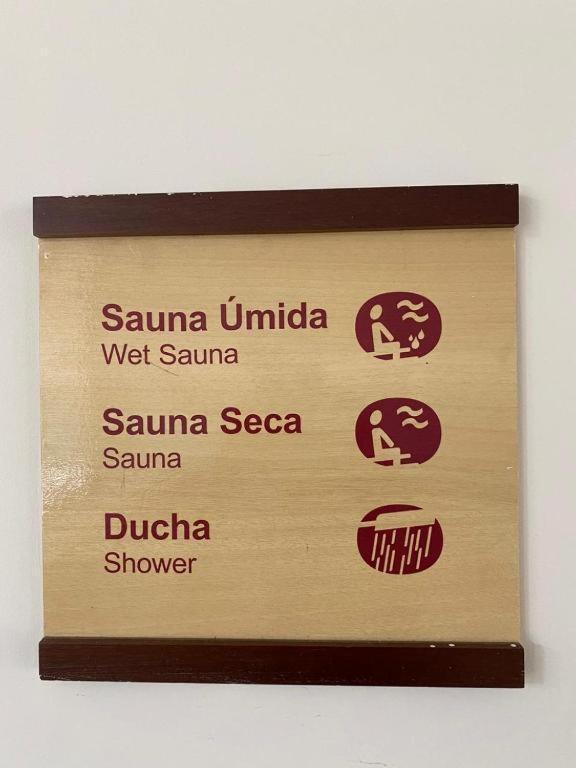 Sauna Úmida
Wet Sauna
Sauna Seca
Sauna
Ducha
Shower